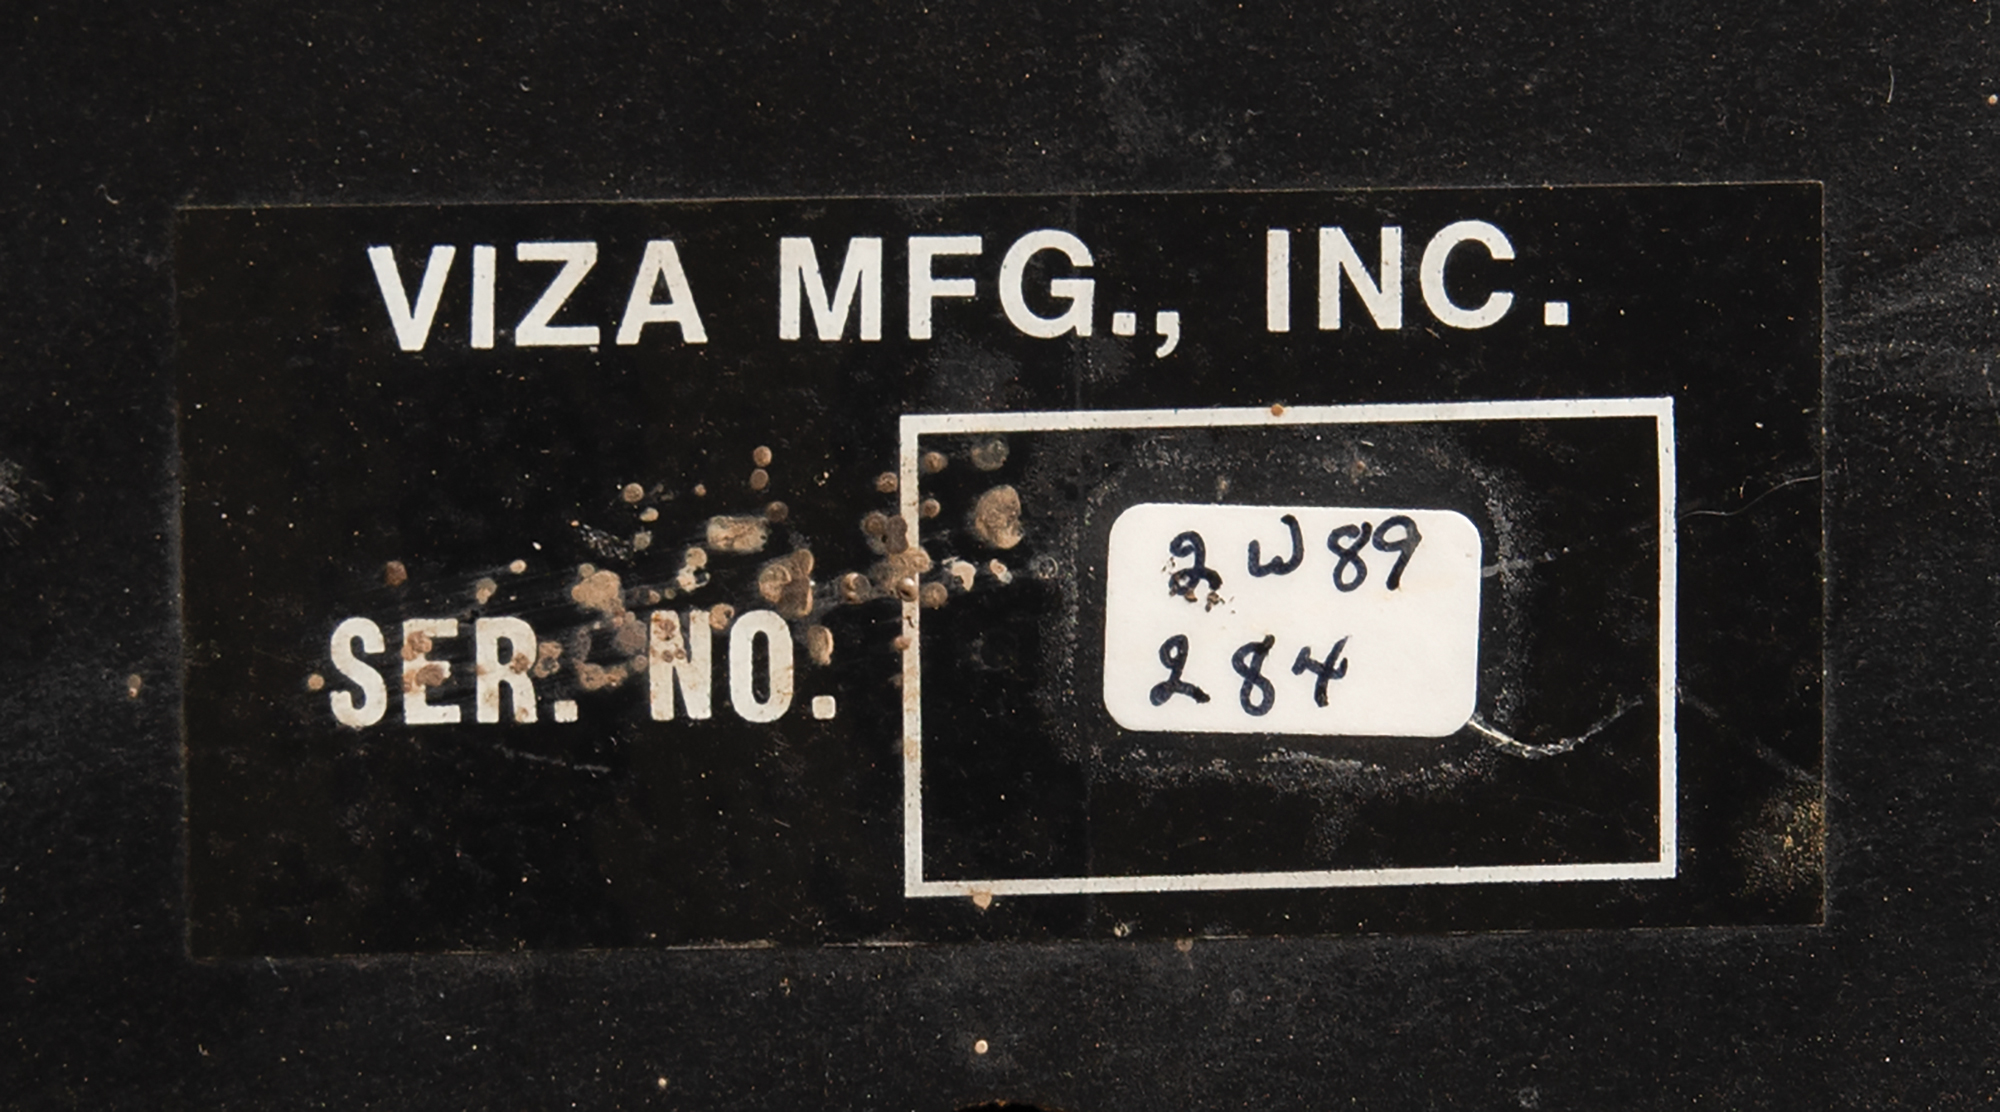 VIZA MFG., INC.
SER. NO.
2W89
284